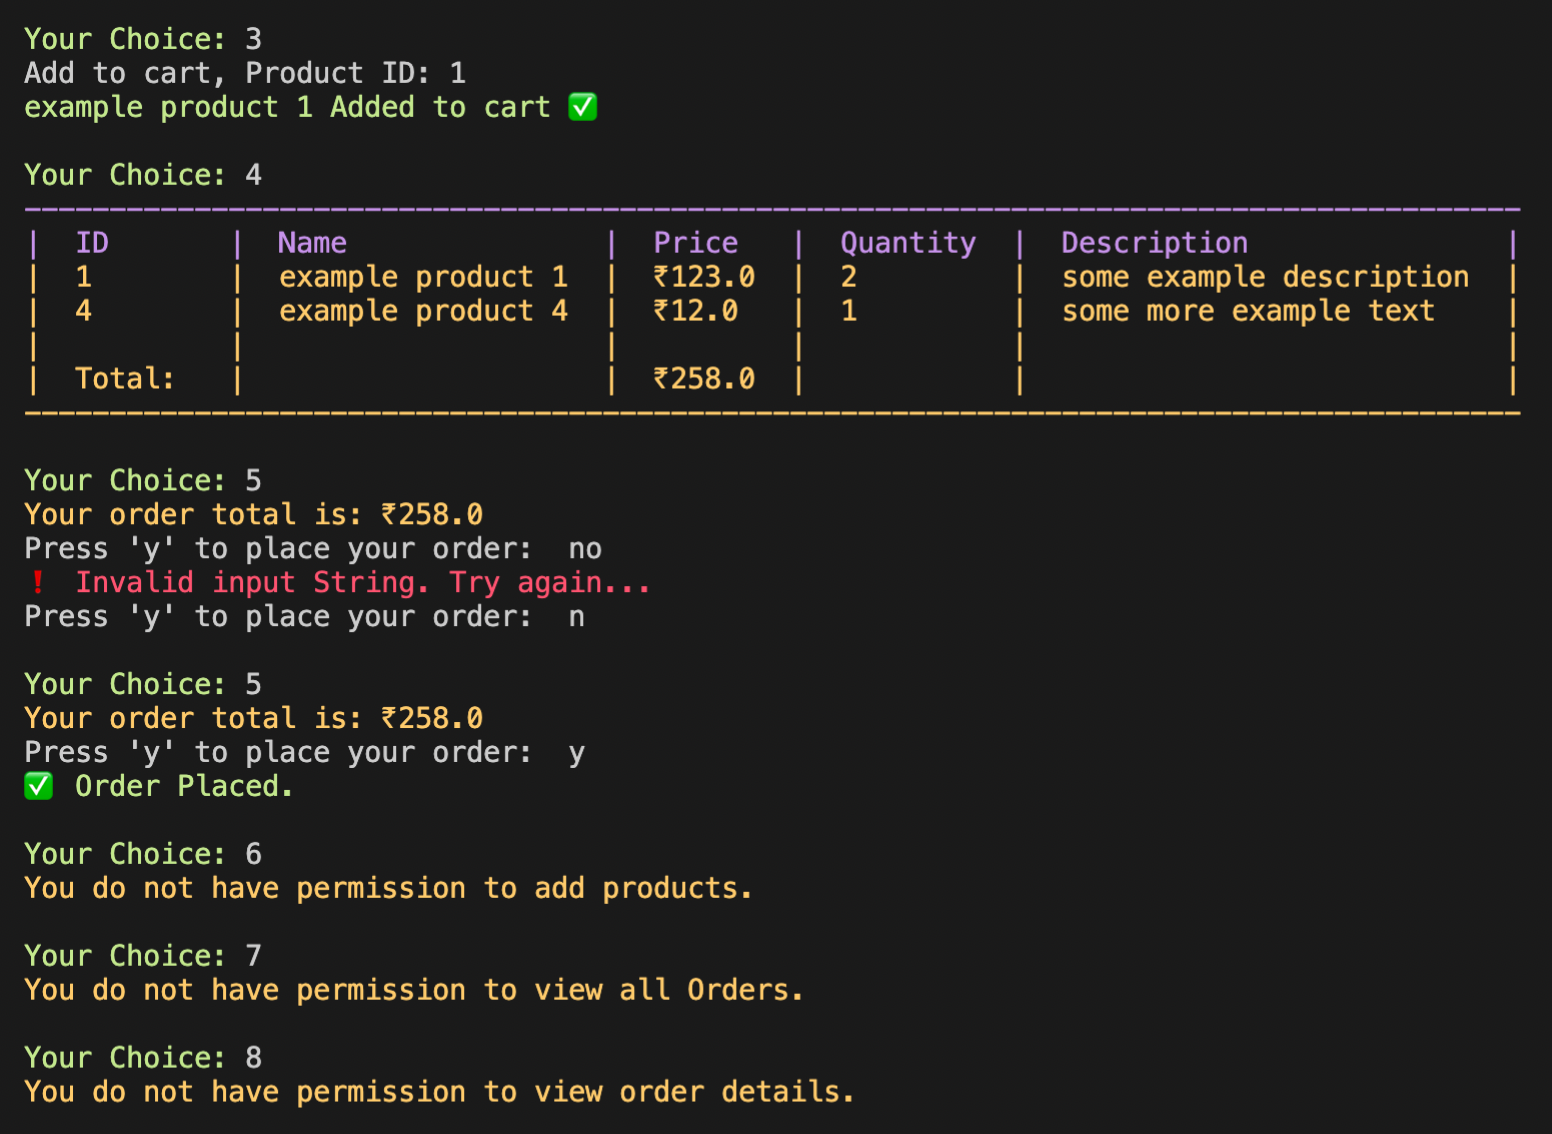 Your Choice: 3
Add to cart, Product ID: 1
example product 1 Added to cart ✅
Your Choice: 4
-----------------------------------------------------------------------------------------
| ID | Name | Price | Quantity | Description |
| 1 | example product 1 | ₹123.0 | 2 | some example description |
| 4 | example product 4 | ₹12.0 | 1 | some more example text |
| | | | | |
| Total: | | ₹258.0 | | |
-----------------------------------------------------------------------------------------
Your Choice: 5
Your order total is: ₹258.0
Press 'y' to place your order:  no
❗ Invalid input String. Try again...
Press 'y' to place your order:  n
Your Choice: 5
Your order total is: ₹258.0
Press 'y' to place your order:  y
✅ Order Placed.
Your Choice: 6
You do not have permission to add products.
Your Choice: 7
You do not have permission to view all Orders.
Your Choice: 8
You do not have permission to view order details.